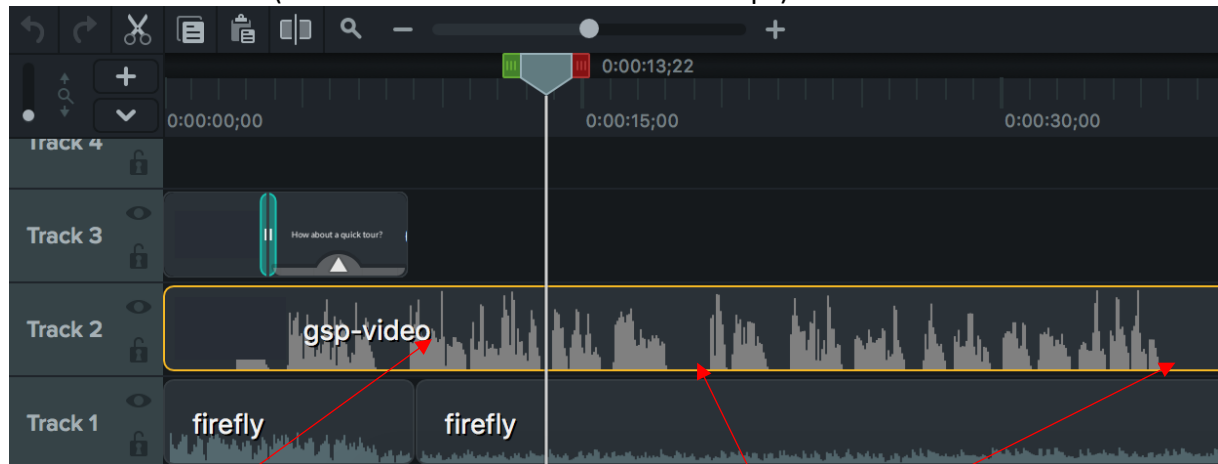 0:00:13;22
0:00:00;00 0:00:15;00 0:00:30;00
Track 4
Track 3
How about a quick tour?
Track 2
gsp-video
Track 1
firefly firefly